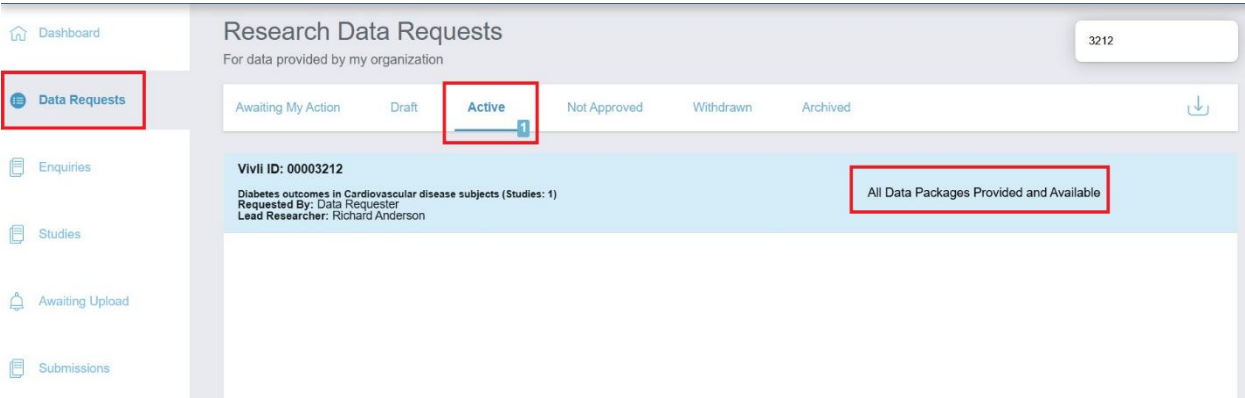 Dashboard
Data Requests
Enquiries
Studies
Awaiting Upload
Submissions
Research Data Requests
For data provided by my organization
3212
Awaiting My Action Draft Active Not Approved Withdrawn Archived
1
Vivli ID: 00003212
Diabetes outcomes in Cardiovascular disease subjects (Studies: 1)
Requested By: Data Requester
Lead Researcher: Richard Anderson
All Data Packages Provided and Available